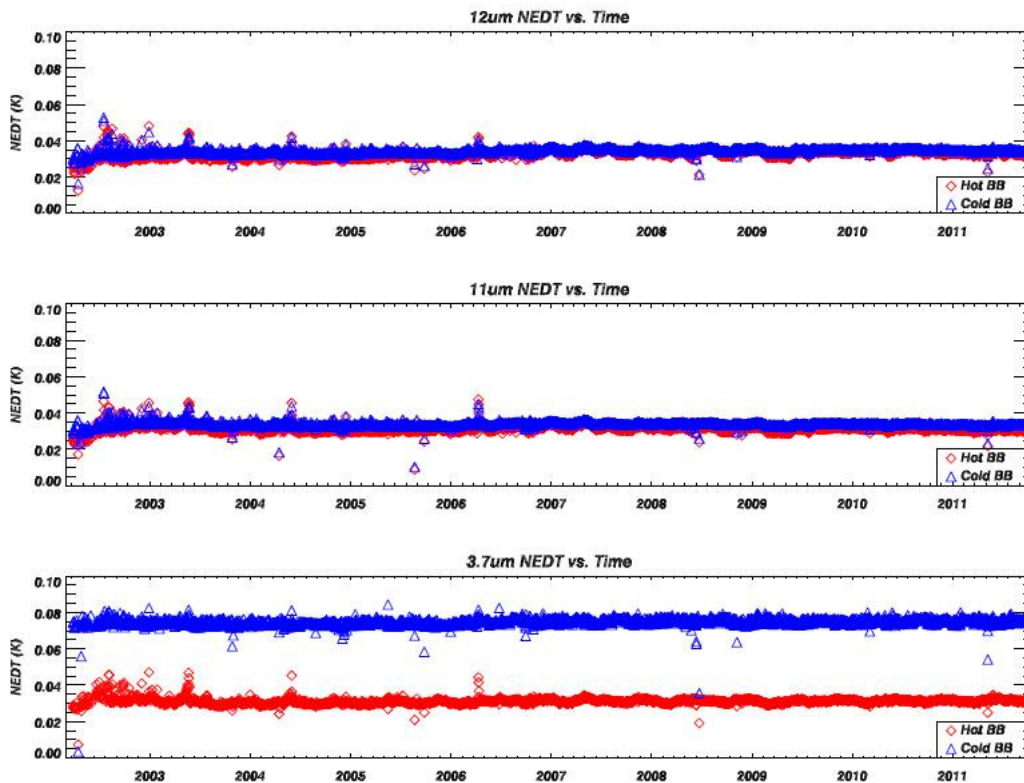 12um NEDT vs. Time
0.10
0.08
0.06
0.04
0.02
0.00
NEDT (K)
Hot BB
Cold BB
2003 2004 2005 2006 2007 2008 2009 2010 2011
11um NEDT vs. Time
0.10
0.08
0.06
0.04
0.02
0.00
NEDT (K)
Hot BB
Cold BB
2003 2004 2005 2006 2007 2008 2009 2010 2011
3.7um NEDT vs. Time
0.10
0.08
0.06
0.04
0.02
0.00
NEDT (K)
Hot BB
Cold BB
2003 2004 2005 2006 2007 2008 2009 2010 2011